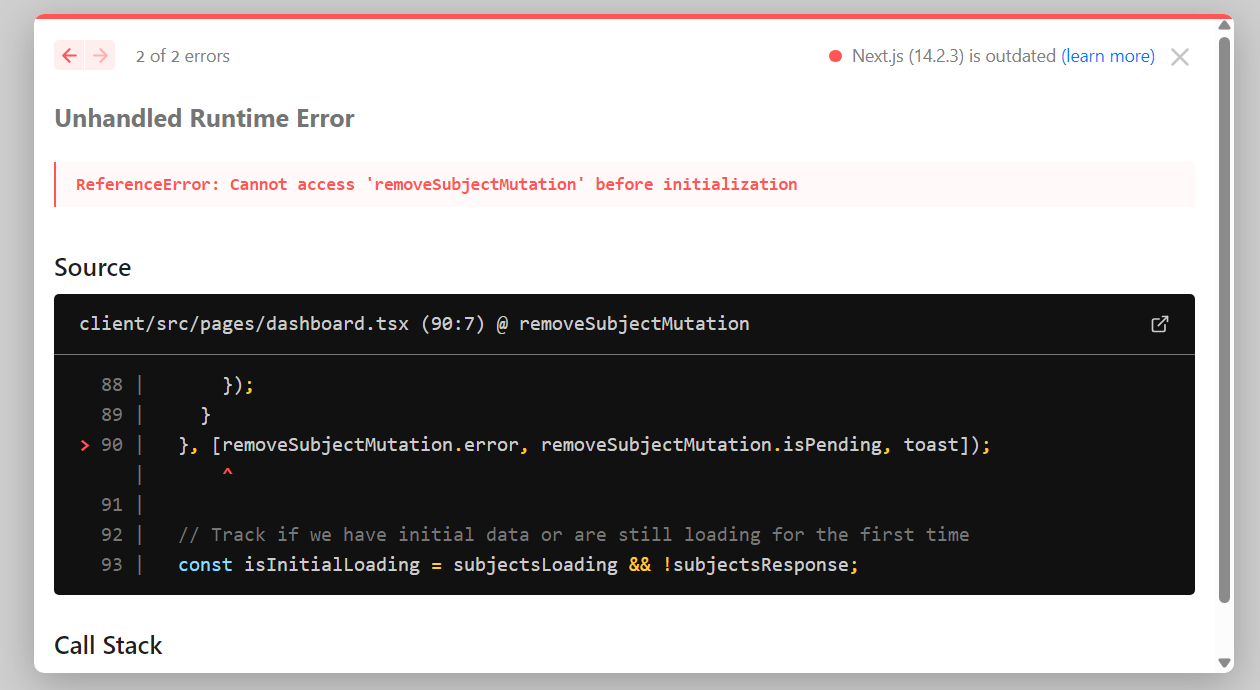 2 of 2 errors
Next.js (14.2.3) is outdated (learn more)
Unhandled Runtime Error
ReferenceError: Cannot access 'removeSubjectMutation' before initialization
Source
client/src/pages/dashboard.tsx (90:7) @ removeSubjectMutation
88 |       });
89 |     }
> 90 |   }, [removeSubjectMutation.error, removeSubjectMutation.isPending, toast]);
|       ^
91 |
92 |   // Track if we have initial data or are still loading for the first time
93 |   const isInitialLoading = subjectsLoading && !subjectsResponse;
Call Stack